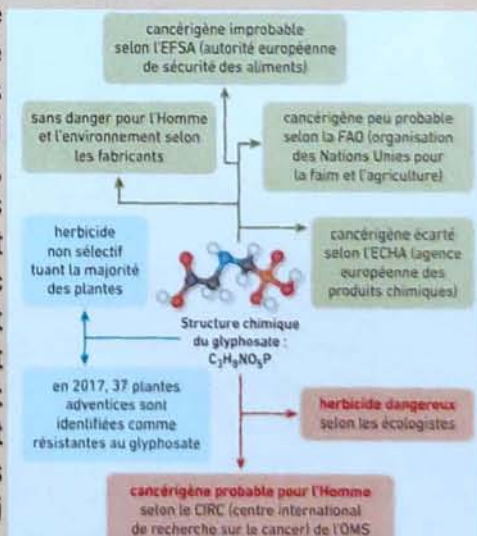 cancérigène improbable
selon l'EFSA (autorité européenne
de sécurité des aliments)
sans danger pour l'Homme
et l'environnement selon
les fabricants
cancérigène peu probable
selon la FAO (organisation
des Nations Unies pour
la faim et l'agriculture)
herbicide
non sélectif
tuant la majorité
des plantes
cancérigène écarté
selon l'ECHA (agence
européenne des
produits chimiques)
Structure chimique
du glyphosate :
C₃H₈NO₅P
en 2017, 37 plantes
adventices sont
identifiées comme
résistantes au glyphosate
herbicide dangereux
selon les écologistes
cancérigène probable pour l'Homme
selon le CIRC (centre international
de recherche sur le cancer) de l'OMS